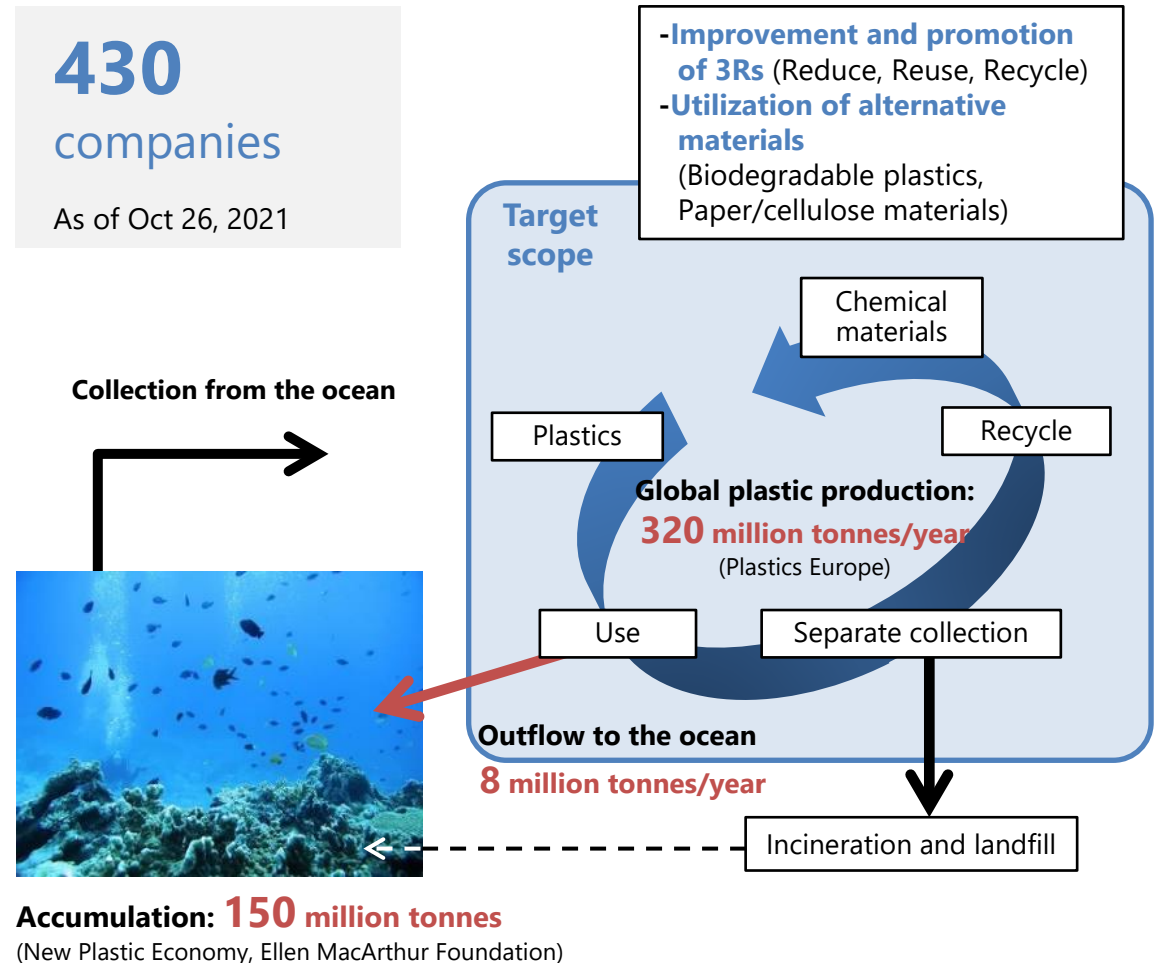 430
companies
As of Oct 26, 2021
-Improvement and promotion
of 3Rs (Reduce, Reuse, Recycle)
-Utilization of alternative
materials
(Biodegradable plastics,
Paper/cellulose materials)
Target
scope
Chemical
materials
Collection from the ocean
Plastics
Recycle
Global plastic production:
320 million tonnes/year
(Plastics Europe)
Use
Separate collection
Outflow to the ocean
8 million tonnes/year
Incineration and landfill
Accumulation: 150 million tonnes
(New Plastic Economy, Ellen MacArthur Foundation)